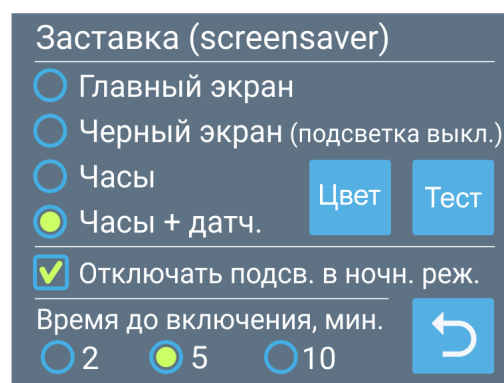 Заставка (screensaver)
Главный экран
Черный экран (подсветка выкл.)
Часы
Часы + датч.
Цвет
Тест
Отключать подсв. в ночн. реж.
Время до включения, мин.
2 5 10